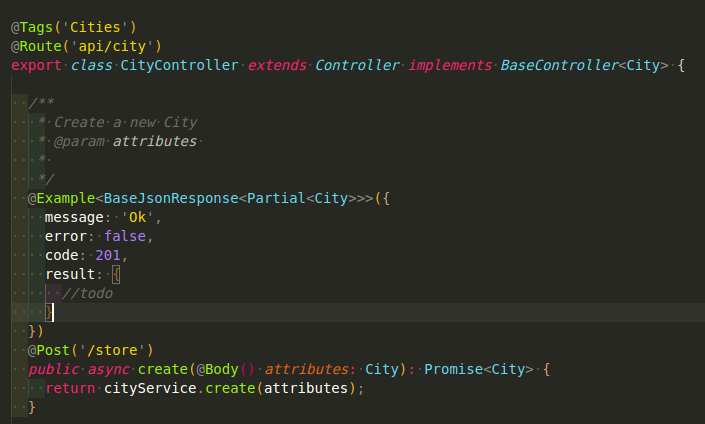 @Tags('Cities')
@Route('api/city')
export class CityController extends Controller implements BaseController<City> {
/**
* Create a new City
* @param attributes
*
*/
@Example<BaseJsonResponse<Partial<City>>>({
message: 'Ok',
error: false,
code: 201,
result: {
//todo
}
})
@Post('/store')
public async create(@Body() attributes: City): Promise<City> {
return cityService.create(attributes);
}